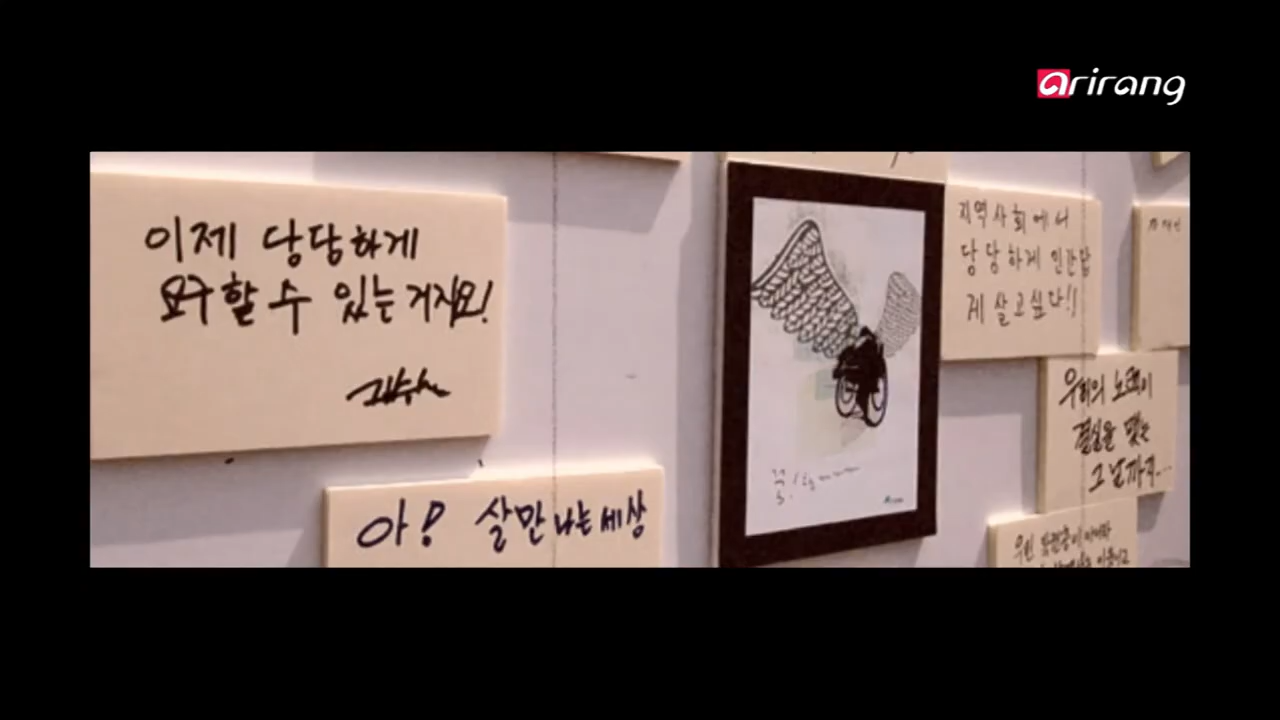 arirang
이제 당당하게
요구할 수 있는거지요!
아! 살만나는세상
지역사회에서
당당하게 인간답
게 살고싶다!!
우리의 노력이
결실을 맺는
그날까지...
우린